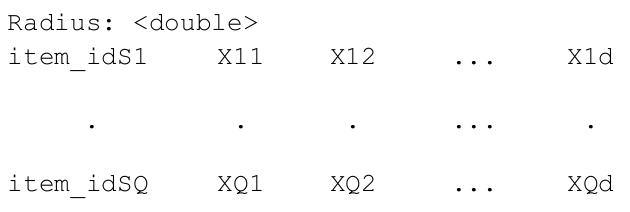 Radius: <double>
item_idS1 X11 X12 ... X1d
. . . ... .
item_idSQ XQ1 XQ2 ... XQd